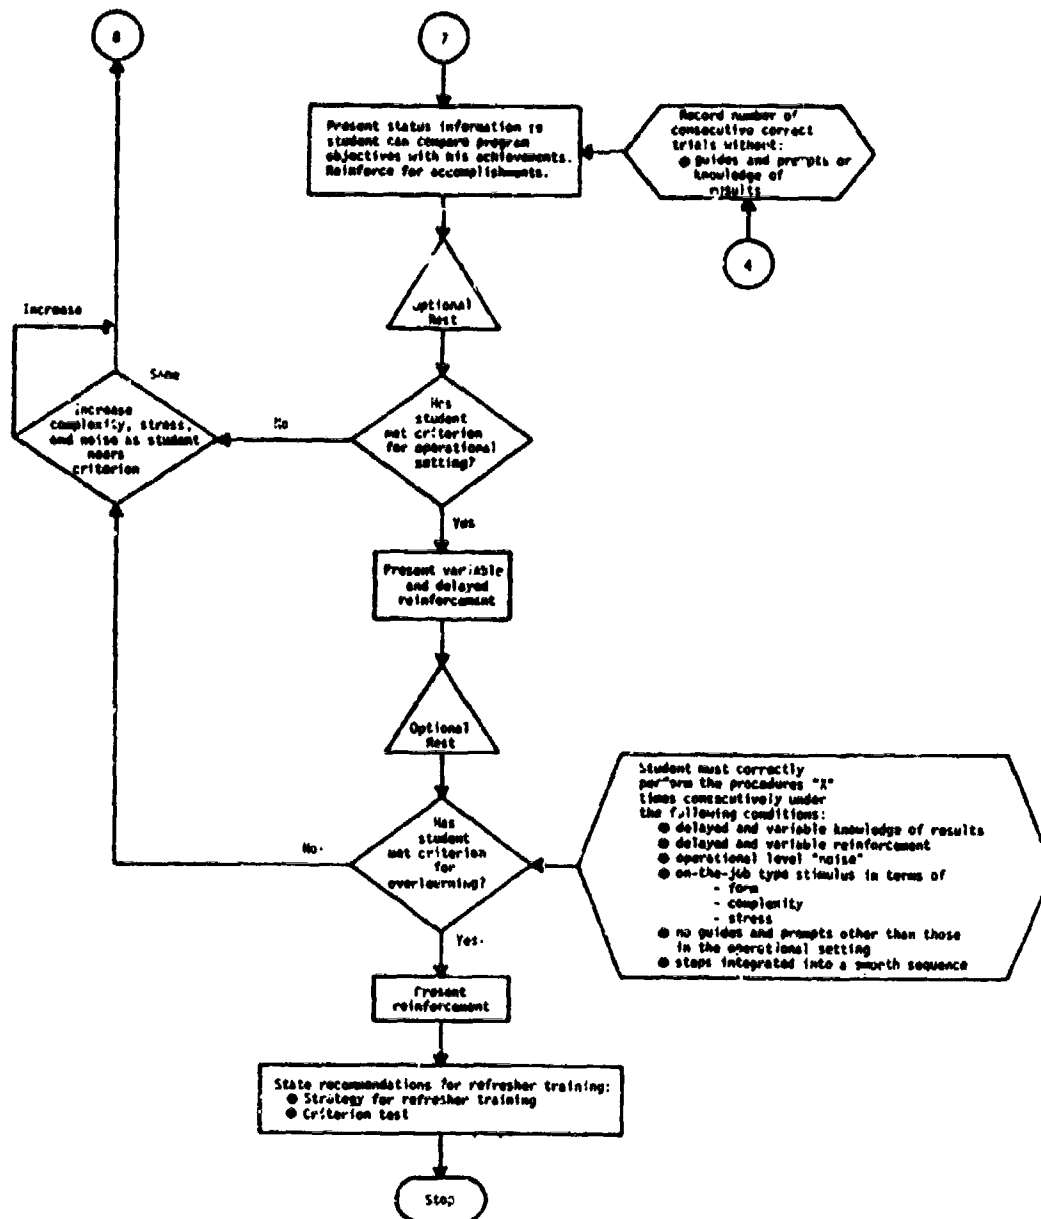 8
7
Present status information so
student can compare program
objectives with his achievements.
Reinforce for accomplishments.
Record number of
consecutive correct
trials without:
● guides and prompts or
knowledge of
results
4
Optional
Rest
Increase
Same
Increase
complexity, stress,
and noise as student
nears
criterion
No
Has
student
met criterion
for operational
setting?
Yes
Present variable
and delayed
reinforcement
Optional
Rest
Student must correctly
perform the procedures "X"
times consecutively under
the following conditions:
● delayed and variable knowledge of results
● delayed and variable reinforcement
● operational level "noise"
● on-the-job type stimulus in terms of
- form
- complexity
- stress
● no guides and prompts other than those
in the operational setting
● steps integrated into a smooth sequence
No.
Has
student
met criterion
for
overlearning?
Yes.
Present
reinforcement
State recommendations for refresher training:
● Strategy for refresher training
● Criterion test
Stop